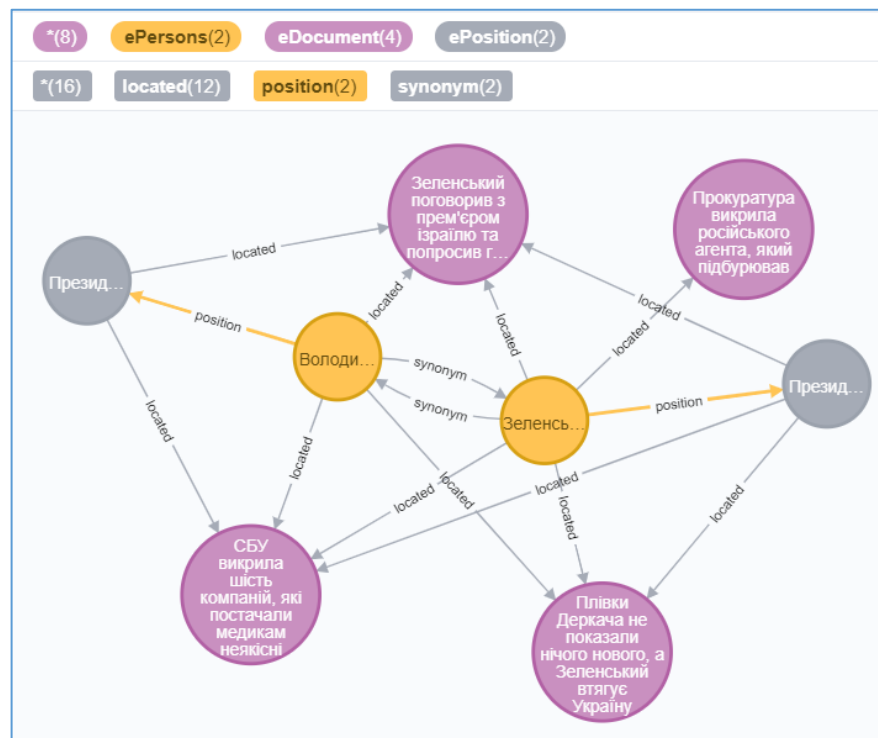 *(8) ePersons(2) eDocument(4) ePosition(2)
*(16) located(12) position(2) synonym(2)
Зеленський
поговорив з
прем'єром
ізраїлю та
попросив г…
Прокуратура
викрила
російського
агента, який
підбурював
located
Презид…
located
located
position
located
located
located
Володи…
synonym
synonym
Зеленсь…
position
Презид…
located
located
located
located
located
located
located
СБУ
викрила
шість
компаній, які
постачали
медикам
неякісні
Плівки
Деркача не
показали
нічого нового, а
Зеленський
втягує
Україну